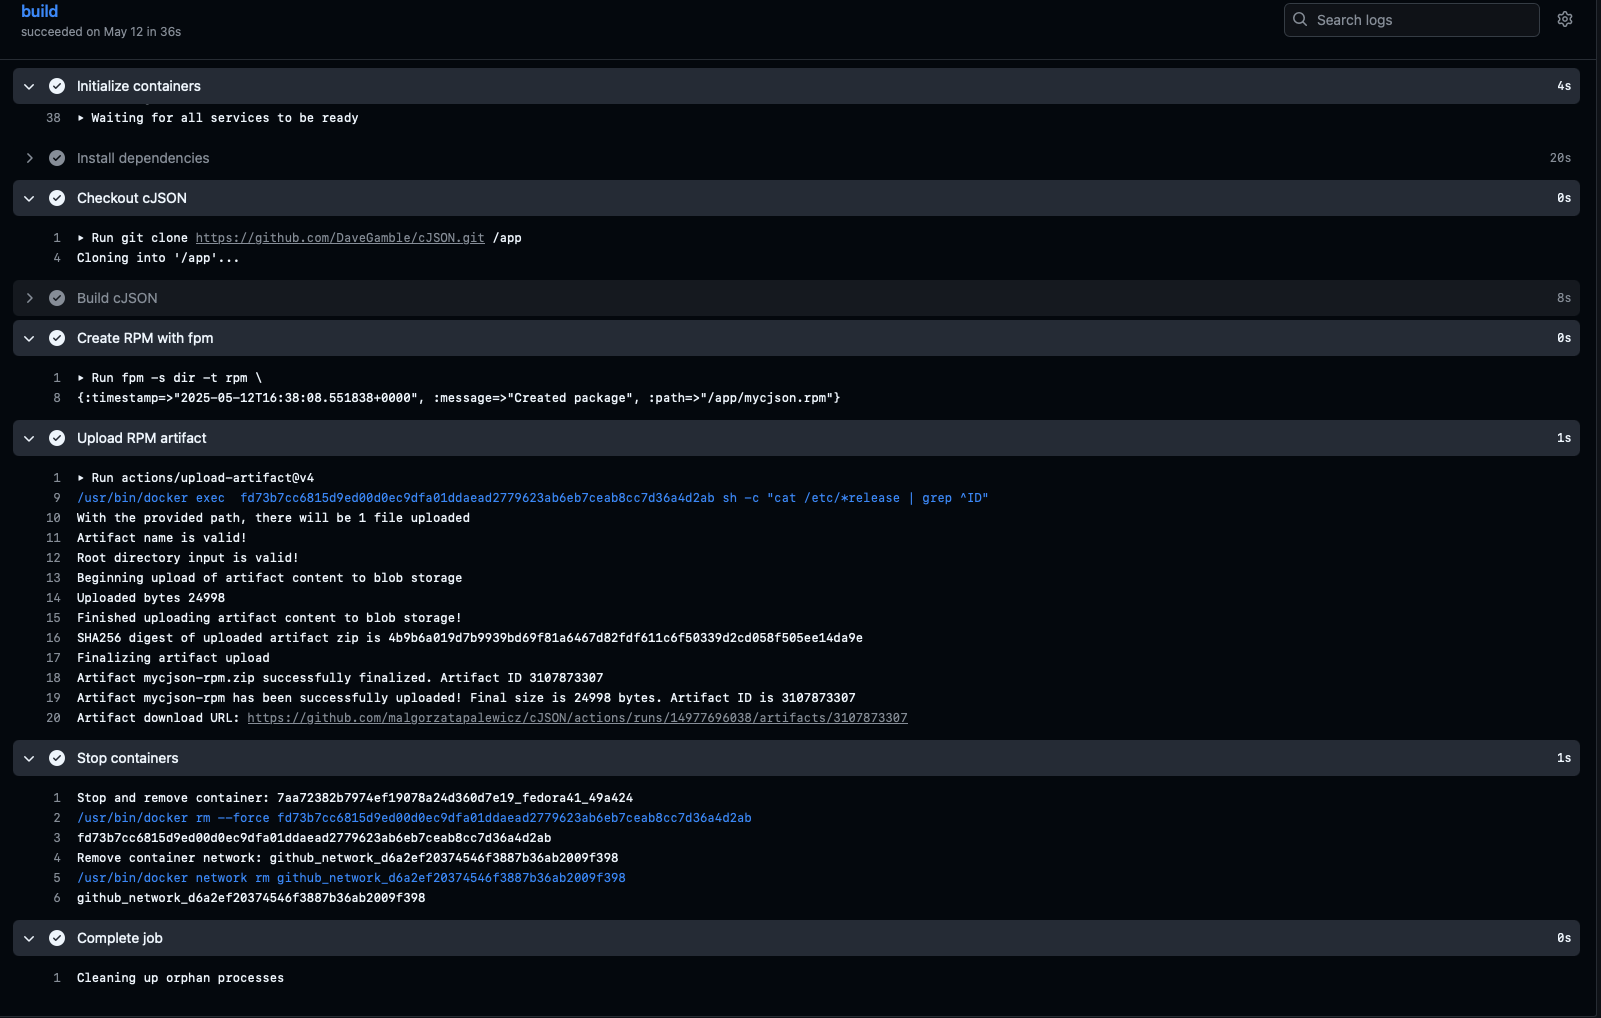 build
succeeded on May 12 in 36s
Search logs
Initialize containers 4s
38 ▸ Waiting for all services to be ready
Install dependencies 20s
Checkout cJSON 0s
1 ▸ Run git clone https://github.com/DaveGamble/cJSON.git /app
4 Cloning into '/app'...
Build cJSON 8s
Create RPM with fpm 0s
1 ▸ Run fpm -s dir -t rpm \
8 {:timestamp=>"2025-05-12T16:38:08.551838+0000", :message=>"Created package", :path=>"/app/mycjson.rpm"}
Upload RPM artifact 1s
1 ▸ Run actions/upload-artifact@v4
9 /usr/bin/docker exec  fd73b7cc6815d9ed00d0ec9dfa01ddaead2779623ab6eb7ceab8cc7d36a4d2ab sh -c "cat /etc/*release | grep ^ID"
10 With the provided path, there will be 1 file uploaded
11 Artifact name is valid!
12 Root directory input is valid!
13 Beginning upload of artifact content to blob storage
14 Uploaded bytes 24998
15 Finished uploading artifact content to blob storage!
16 SHA256 digest of uploaded artifact zip is 4b9b6a019d7b9939bd69f81a6467d82fdf611c6f50339d2cd058f505ee14da9e
17 Finalizing artifact upload
18 Artifact mycjson-rpm.zip successfully finalized. Artifact ID 3107873307
19 Artifact mycjson-rpm has been successfully uploaded! Final size is 24998 bytes. Artifact ID is 3107873307
20 Artifact download URL: https://github.com/malgorzatapalewicz/cJSON/actions/runs/14977696038/artifacts/3107873307
Stop containers 1s
1 Stop and remove container: 7aa72382b7974ef19078a24d360d7e19_fedora41_49a424
2 /usr/bin/docker rm --force fd73b7cc6815d9ed00d0ec9dfa01ddaead2779623ab6eb7ceab8cc7d36a4d2ab
3 fd73b7cc6815d9ed00d0ec9dfa01ddaead2779623ab6eb7ceab8cc7d36a4d2ab
4 Remove container network: github_network_d6a2ef20374546f3887b36ab2009f398
5 /usr/bin/docker network rm github_network_d6a2ef20374546f3887b36ab2009f398
6 github_network_d6a2ef20374546f3887b36ab2009f398
Complete job 0s
1 Cleaning up orphan processes